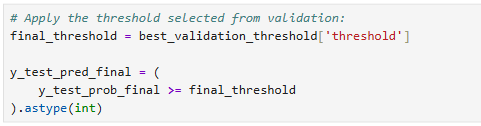 # Apply the threshold selected from validation:
final_threshold = best_validation_threshold['threshold']
y_test_pred_final = (
    y_test_prob_final >= final_threshold
).astype(int)